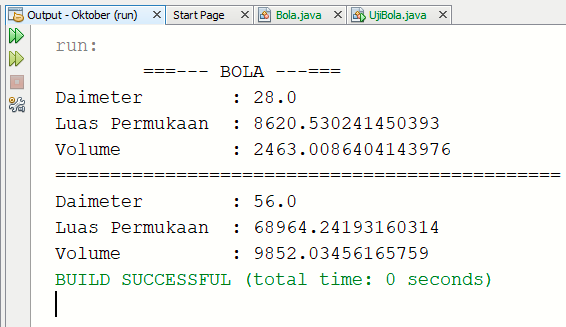 Output - Oktober (run) Start Page Bola.java UjiBola.java
run:
===--- BOLA ---===
Daimeter : 28.0
Luas Permukaan : 8620.530241450393
Volume : 2463.0086404143976
==============================================
Daimeter : 56.0
Luas Permukaan : 68964.24193160314
Volume : 9852.03456165759
BUILD SUCCESSFUL (total time: 0 seconds)